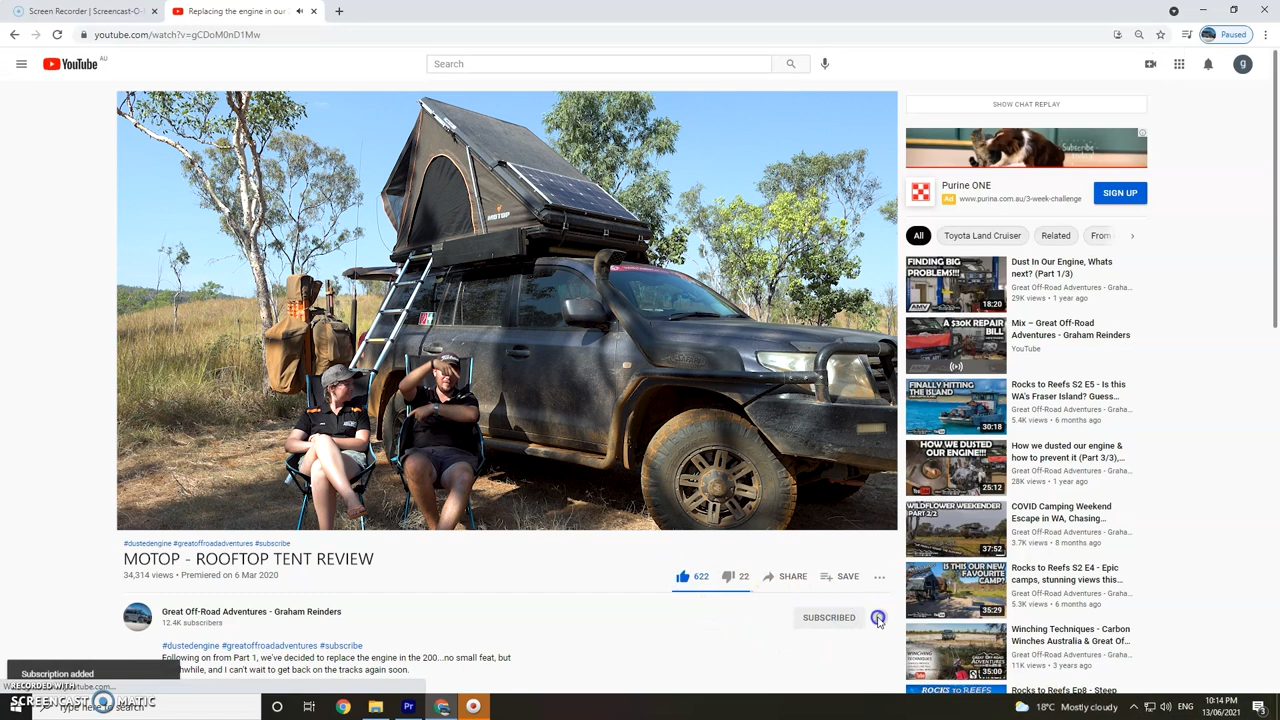 Screen Recorder | Screencast-O-
Replacing the engine in our
youtube.com/watch?v=gCDoM0nD1Mw
Paused
YouTube AU
Search
g
MOTOP
SHOW CHAT REPLAY
Subscribe
Purine ONE
Ad www.purina.com.au/3-week-challenge
SIGN UP
All
Toyota Land Cruiser
Related
From
FINDING BIG
PROBLEMS!!!
18:20
Dust In Our Engine, Whats
next? (Part 1/3)
Great Off-Road Adventures - Graha...
29K views • 1 year ago
A $30K REPAIR
BILL
Mix – Great Off-Road
Adventures - Graham Reinders
YouTube
FINALLY HITTING
THE ISLAND
30:18
Rocks to Reefs S2 E5 - Is this
WA's Fraser Island? Guess...
Great Off-Road Adventures - Graha...
5.4K views • 6 months ago
HOW WE DUSTED
OUR ENGINE!!!
25:12
How we dusted our engine &
how to prevent it (Part 3/3),...
Great Off-Road Adventures - Graha...
28K views • 1 year ago
WILDFLOWER WEEKENDER
PART 2/2
37:52
COVID Camping Weekend
Escape in WA, Chasing...
Great Off-Road Adventures - Graha...
3.7K views • 8 months ago
IS THIS OUR NEW
FAVOURITE
CAMP?
35:29
Rocks to Reefs S2 E4 - Epic
camps, stunning views this...
Great Off-Road Adventures - Graha...
5.3K views • 6 months ago
WINCHING
TECHNIQUES
35:00
Winching Techniques - Carbon
Winches Australia & Great Of...
Great Off-Road Adventures - Graha...
11K views • 3 years ago
ROCKS TO REEFS
Rocks to Reefs Ep8 - Steep
#dustedengine #greatoffroadadventures #subscribe
MOTOP - ROOFTOP TENT REVIEW
34,314 views • Premiered on 6 Mar 2020
622
22
SHARE
SAVE
Great Off-Road Adventures - Graham Reinders
12.4K subscribers
SUBSCRIBED
#dustedengine #greatoffroadadventures #subscribe
Following on from Part 1, we've decided to replace the engine in the 200...no small feat, but
while, and I can't wait to get back on the tracks again soon.
Subscription added
RECORDED WITH
SCREENCAST MATIC
Type here to search
Pr
18°C Mostly cloudy
10:14 PM
13/06/2021